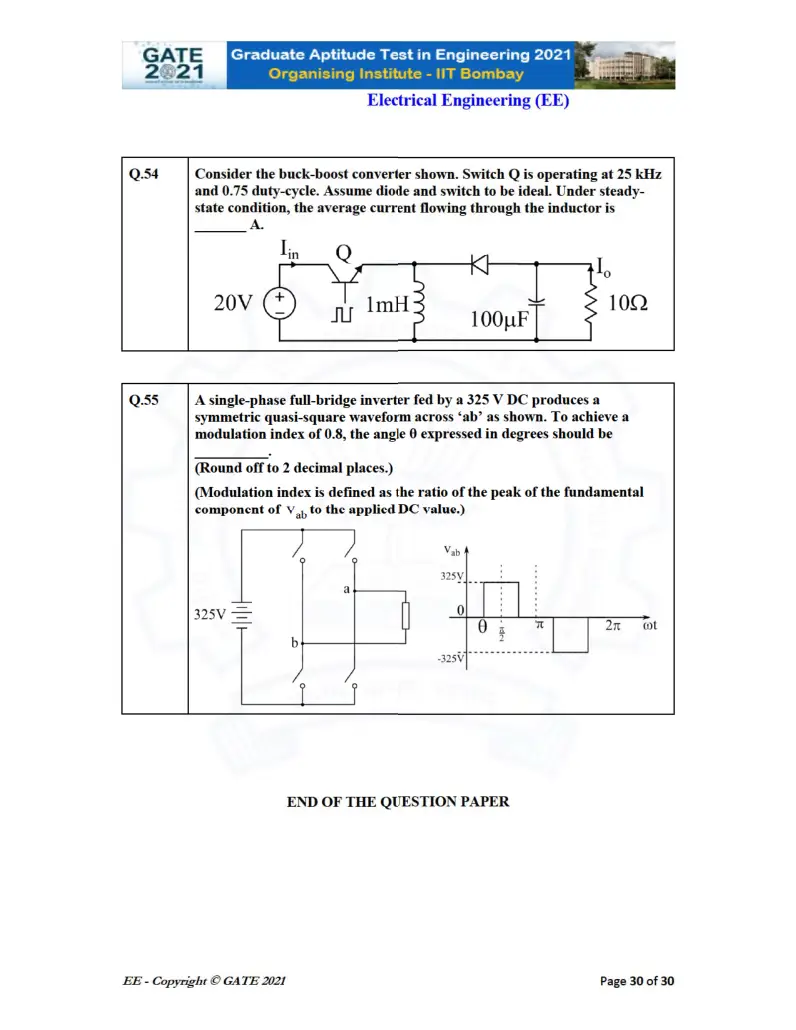 GATE
2021
Graduate Aptitude Test in Engineering 2021
Organising Institute - IIT Bombay
Electrical Engineering (EE)
Q.54
Consider the buck-boost converter shown. Switch Q is operating at 25 kHz
and 0.75 duty-cycle. Assume diode and switch to be ideal. Under steady-
state condition, the average current flowing through the inductor is
_______ A.
Iin
Q
Io
20V
+
−
1mH
100μF
10Ω
Q.55
A single-phase full-bridge inverter fed by a 325 V DC produces a
symmetric quasi-square waveform across ‘ab’ as shown. To achieve a
modulation index of 0.8, the angle θ expressed in degrees should be
__________.
(Round off to 2 decimal places.)
(Modulation index is defined as the ratio of the peak of the fundamental
component of Vab to the applied DC value.)
325V
a
b
Vab
325V
0
θ
π/2
π
2π
ωt
-325V
END OF THE QUESTION PAPER
EE - Copyright © GATE 2021
Page 30 of 30